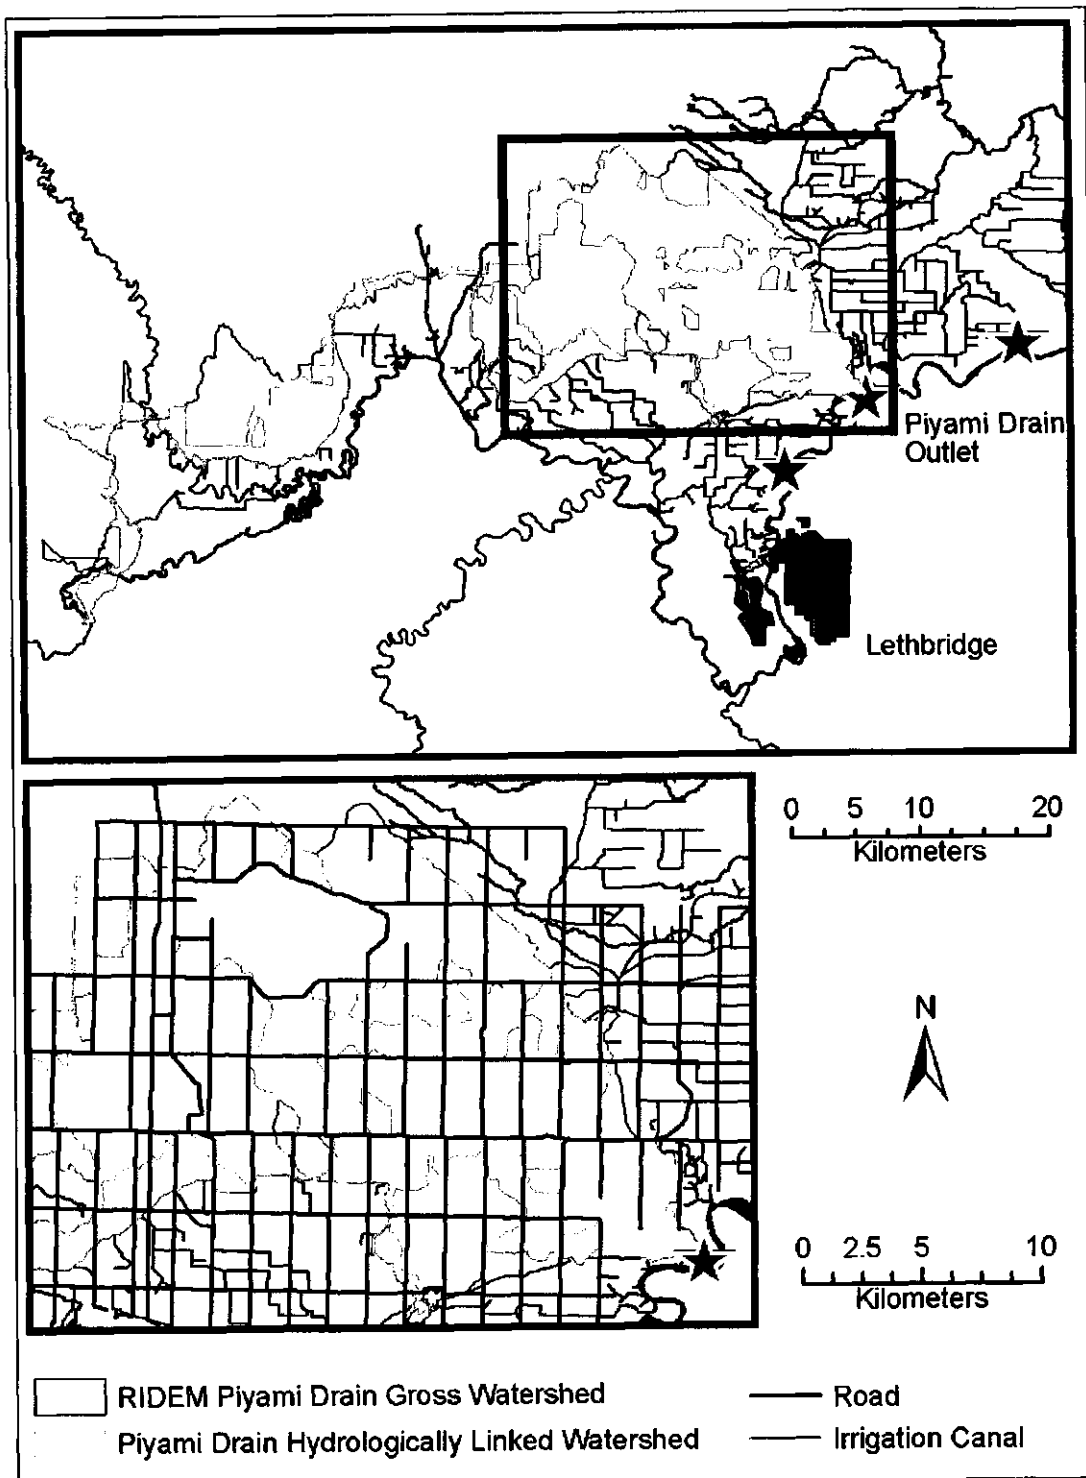 Piyami Drain
Outlet
Lethbridge
0 5 10 20
Kilometers
N
0 2.5 5 10
Kilometers
RIDEM Piyami Drain Gross Watershed
Road
Piyami Drain Hydrologically Linked Watershed
Irrigation Canal